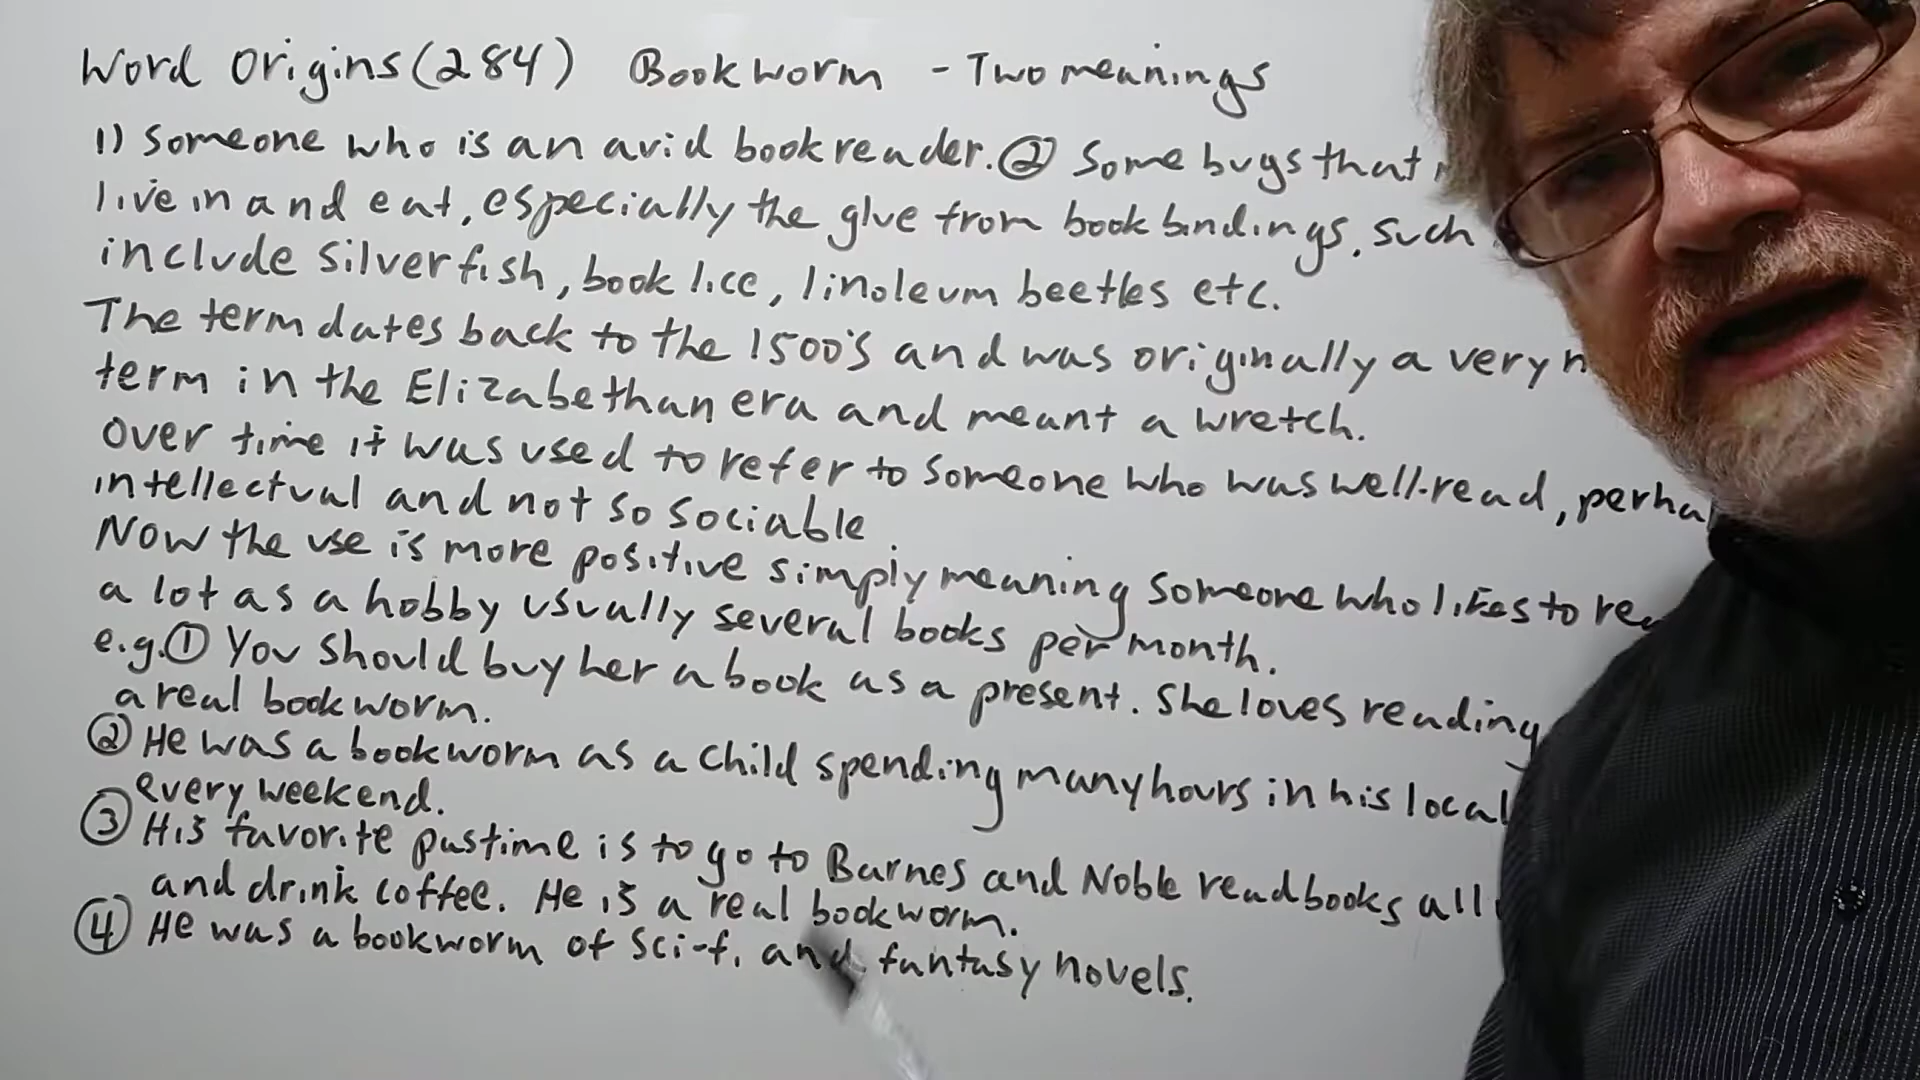 Word Origins (284) Bookworm - Two meanings
1) Someone who is an avid book reader. ② Some bugs that
live in and eat, especially the glue from book bindings, such
include silverfish, book lice, linoleum beetles etc.
The term dates back to the 1500's and was originally a very
term in the Elizabethan era and meant a wretch.
Over time it was used to refer to someone who was well-read,
intellectual and not so sociable
Now the use is more positive simply meaning someone who likes to
a lot as a hobby usually several books per month.
e.g. ① You should buy her a book as a present. She loves reading
a real bookworm.
② He was a bookworm as a child spending many hours in his local
every weekend.
③ His favorite pastime is to go to Barnes and Noble read books all
and drink coffee. He is a real bookworm.
④ He was a bookworm of Sci-fi and fantasy novels.